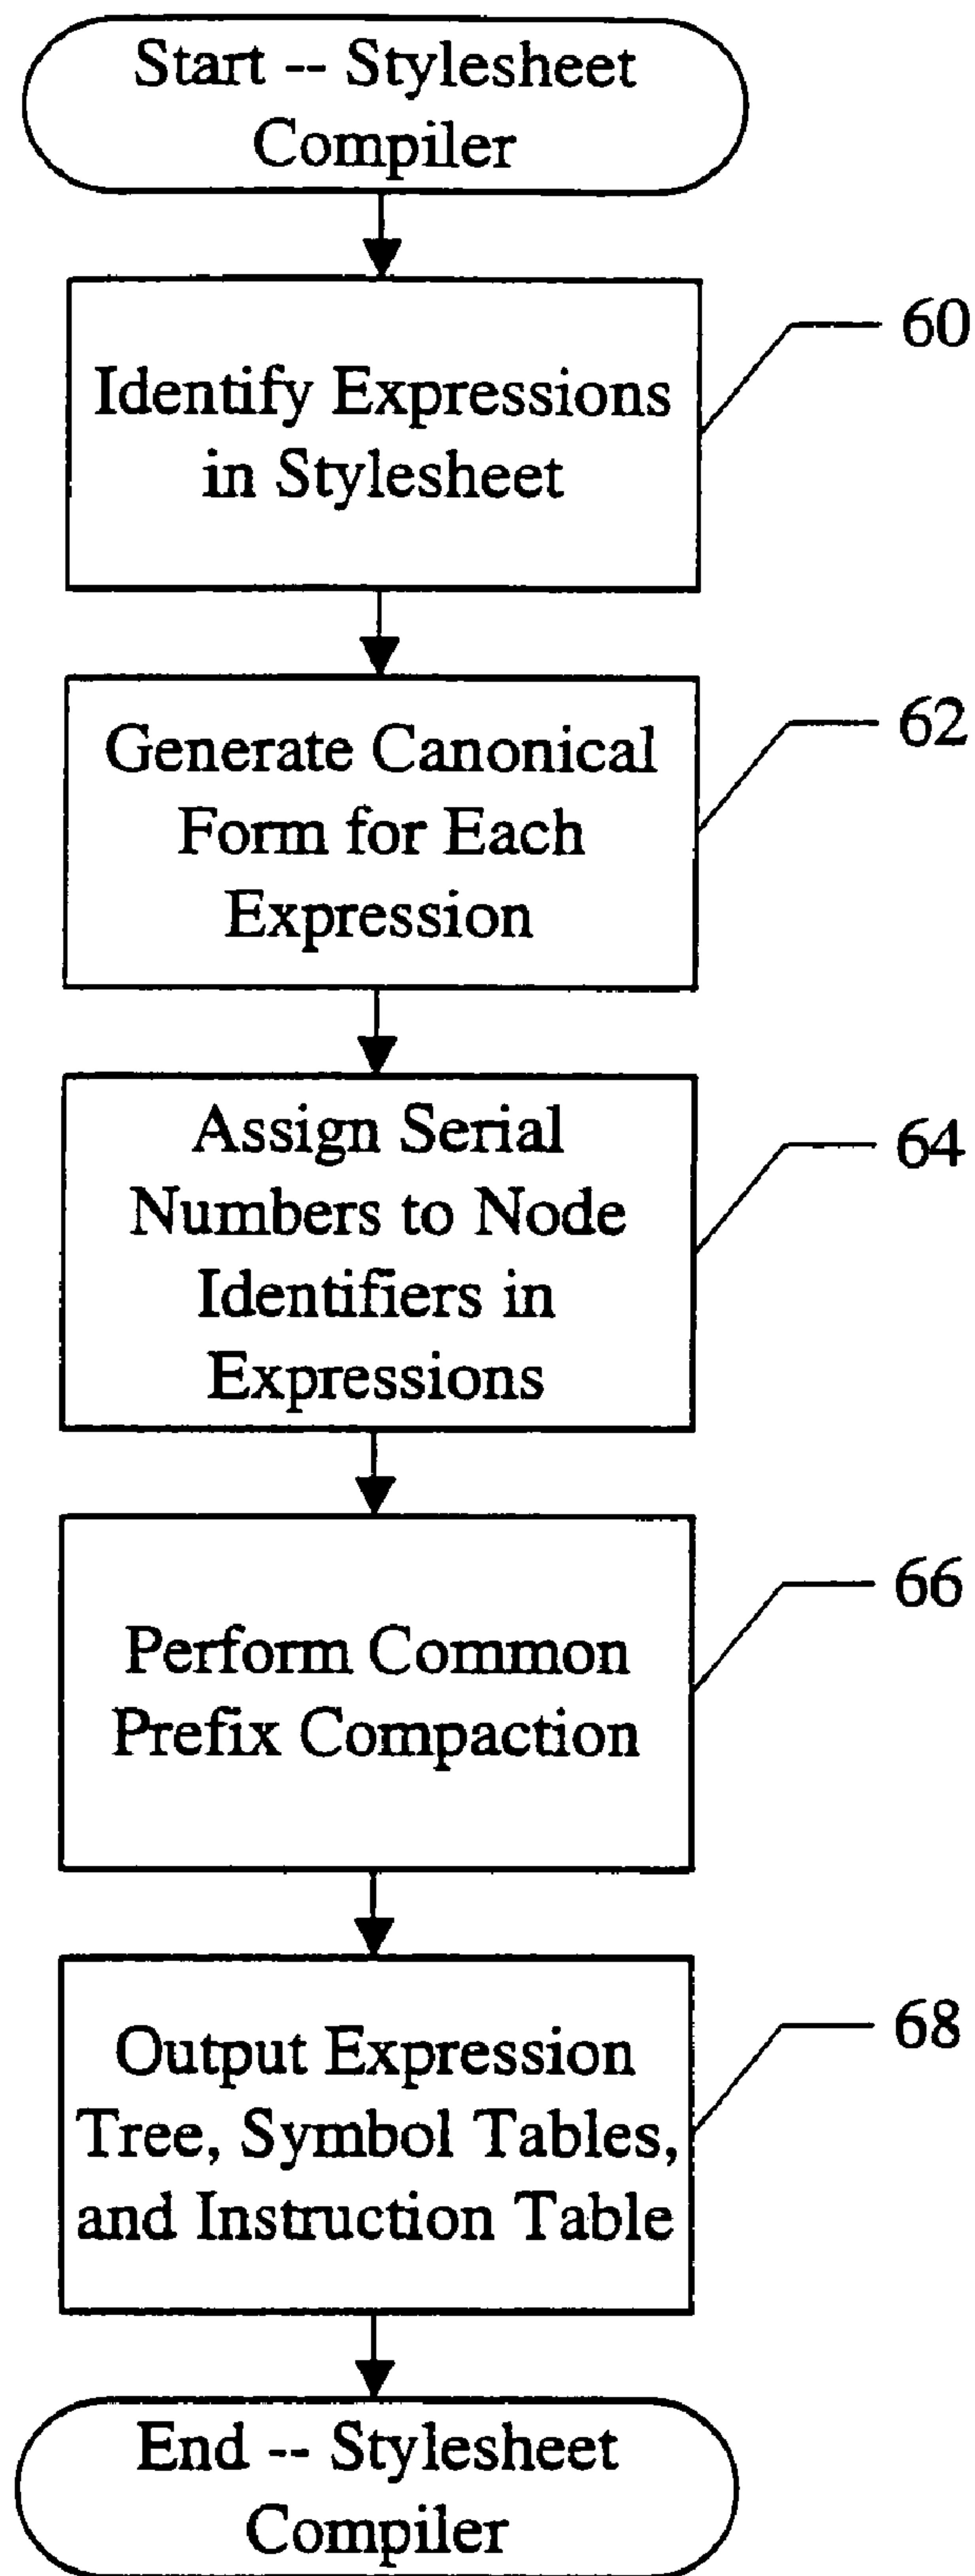 Start -- Stylesheet
Compiler
60
Identify Expressions
in Stylesheet
62
Generate Canonical
Form for Each
Expression
64
Assign Serial
Numbers to Node
Identifiers in
Expressions
66
Perform Common
Prefix Compaction
68
Output Expression
Tree, Symbol Tables,
and Instruction Table
End -- Stylesheet
Compiler